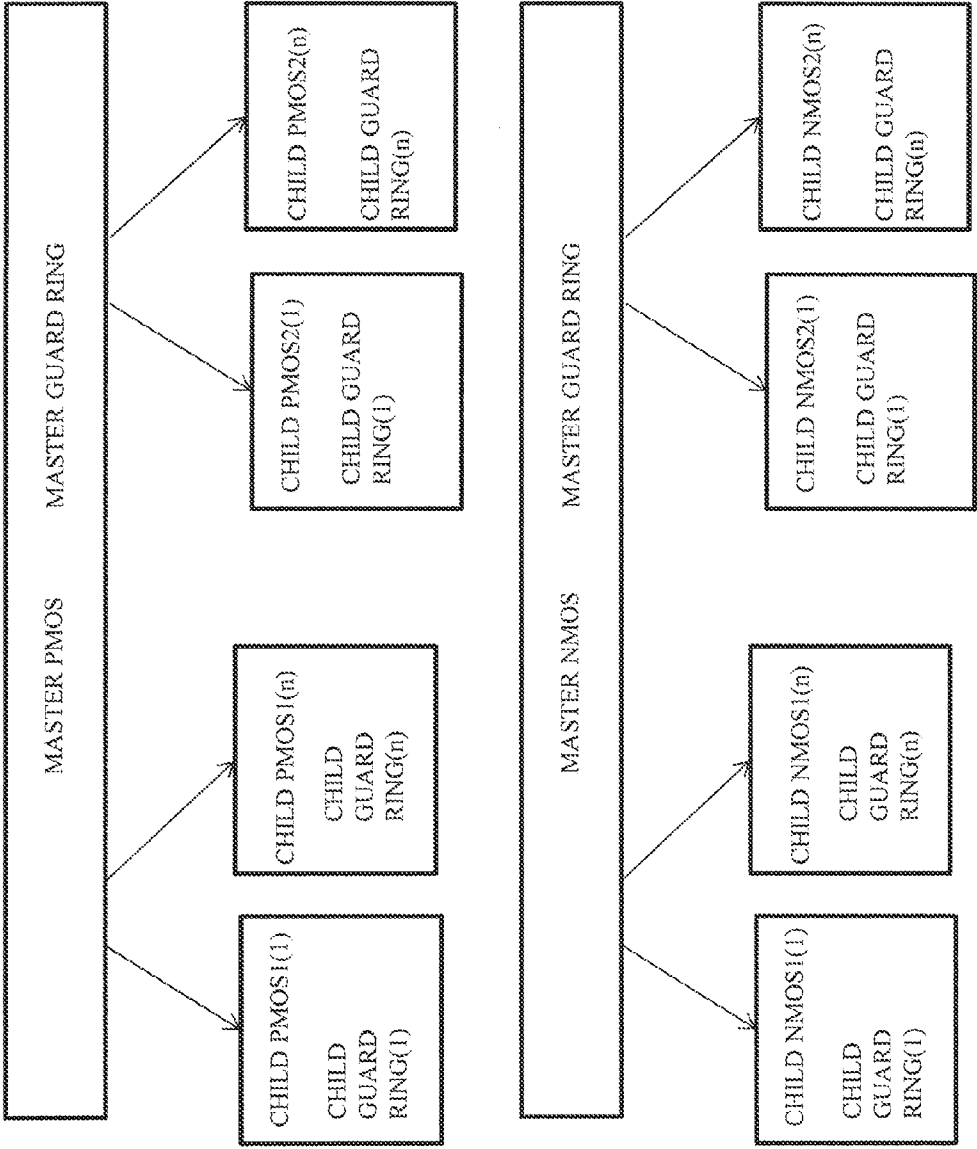 MASTER PMOS MASTER GUARD RING
CHILD PMOS1(1)
CHILD
GUARD
RING(1)
CHILD PMOS1(n)
CHILD
GUARD
RING(n)
CHILD PMOS2(1)
CHILD GUARD
RING(1)
CHILD PMOS2(n)
CHILD GUARD
RING(n)
MASTER NMOS MASTER GUARD RING
CHILD NMOS1(1)
CHILD
GUARD
RING(1)
CHILD NMOS1(n)
CHILD
GUARD
RING(n)
CHILD NMOS2(1)
CHILD GUARD
RING(1)
CHILD NMOS2(n)
CHILD GUARD
RING(n)